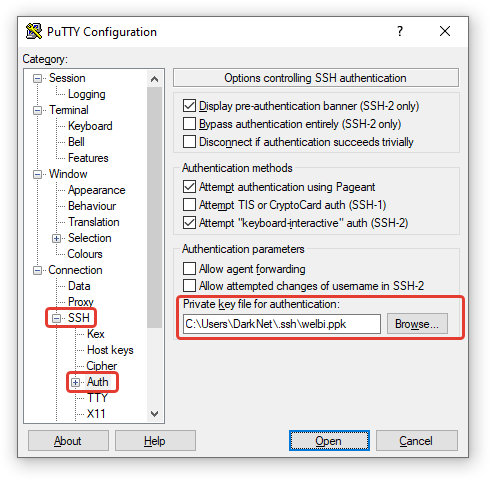 PuTTY Configuration
?
Category:
Session
Logging
Terminal
Keyboard
Bell
Features
Window
Appearance
Behaviour
Translation
Selection
Colours
Connection
Data
Proxy
SSH
Kex
Host keys
Cipher
Auth
TTY
X11
Options controlling SSH authentication
Display pre-authentication banner (SSH-2 only)
Bypass authentication entirely (SSH-2 only)
Disconnect if authentication succeeds trivially
Authentication methods
Attempt authentication using Pageant
Attempt TIS or CryptoCard auth (SSH-1)
Attempt "keyboard-interactive" auth (SSH-2)
Authentication parameters
Allow agent forwarding
Allow attempted changes of username in SSH-2
Private key file for authentication:
C:\Users\DarkNet\.ssh\welbi.ppk
Browse...
About
Help
Open
Cancel